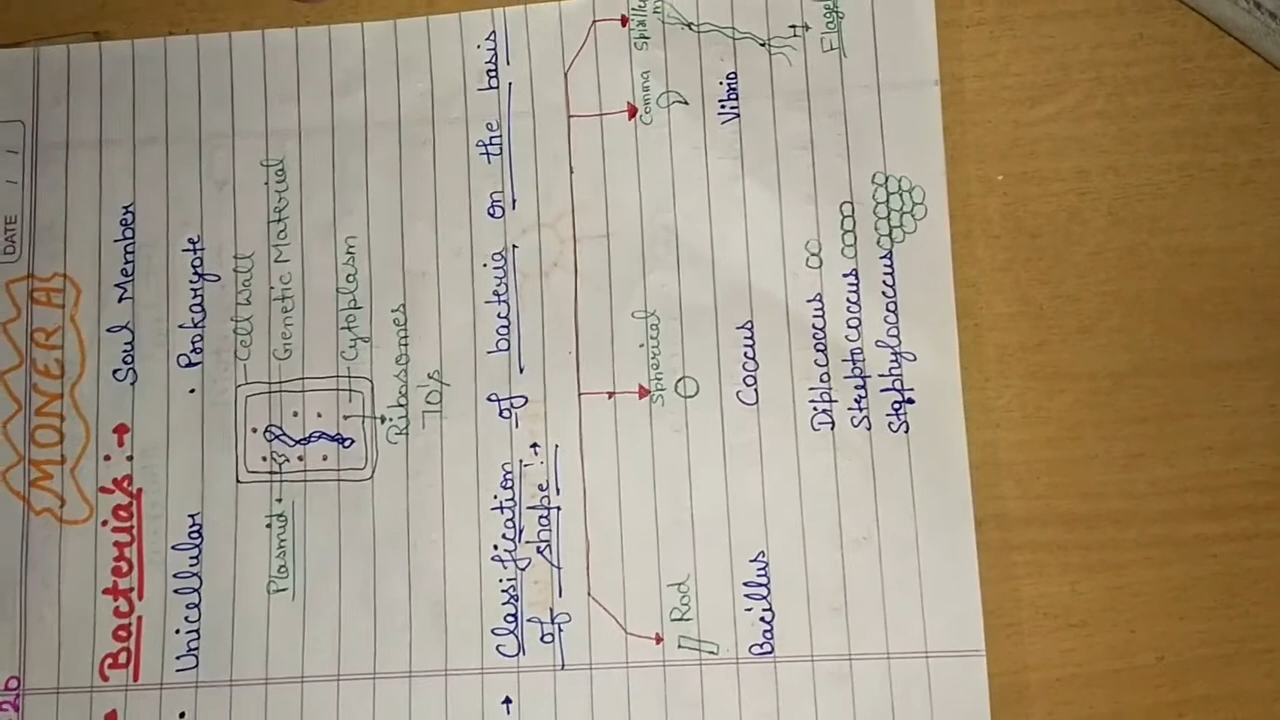 DATE / /
MONERA
Bacteria's :→ Soul Member
• Unicellular • Prokaryote
Cell Wall
Plasmid Genetic Material
Cytoplasm
Ribosomes
70's
→ Classification of bacteria on the basis
of shape :→
Rod Spherical Comma
Bacillus Coccus Vibrio
Diplococcus
Streptococcus
Staphylococcus